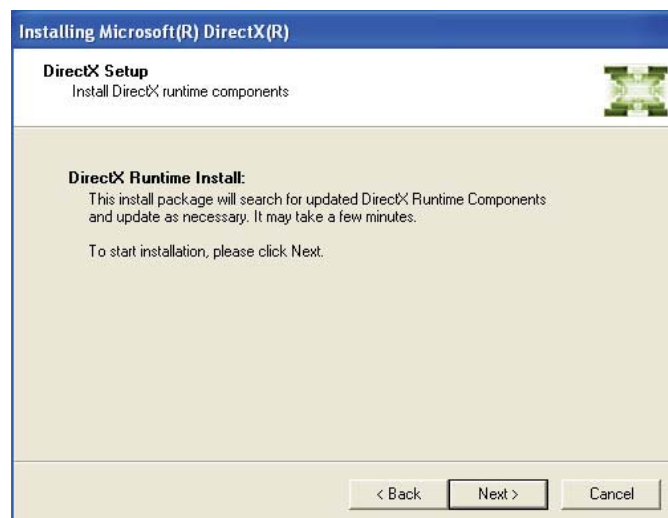 Installing Microsoft(R) DirectX(R)
DirectX Setup
Install DirectX runtime components
DirectX Runtime Install:
This install package will search for updated DirectX Runtime Components
and update as necessary. It may take a few minutes.
To start installation, please click Next.
< Back
Next >
Cancel